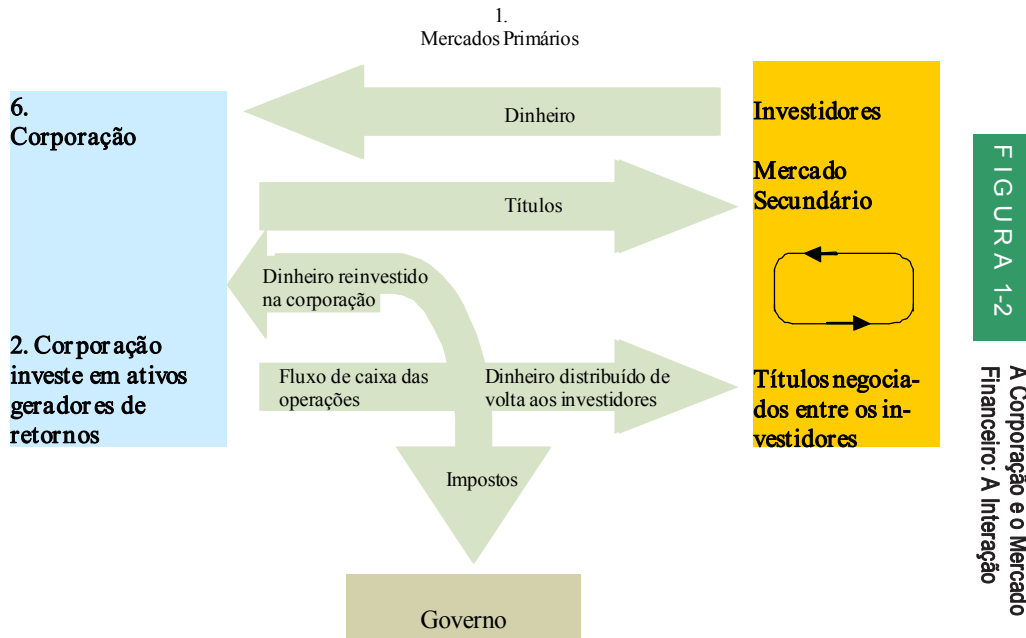 1.
Mercados Primários
6.
Corporação
Dinheiro
Investidores
Mercado
Secundário
Títulos
Dinheiro reinvestido
na corporação
2. Corporação
investe em ativos
geradores de
retornos
Fluxo de caixa das
operações
Dinheiro distribuído de
volta aos investidores
Títulos negocia-
dos entre os in-
vestidores
Impostos
Governo
FIGURA 1-2
A Corporação e o Mercado
Financeiro: A Interação